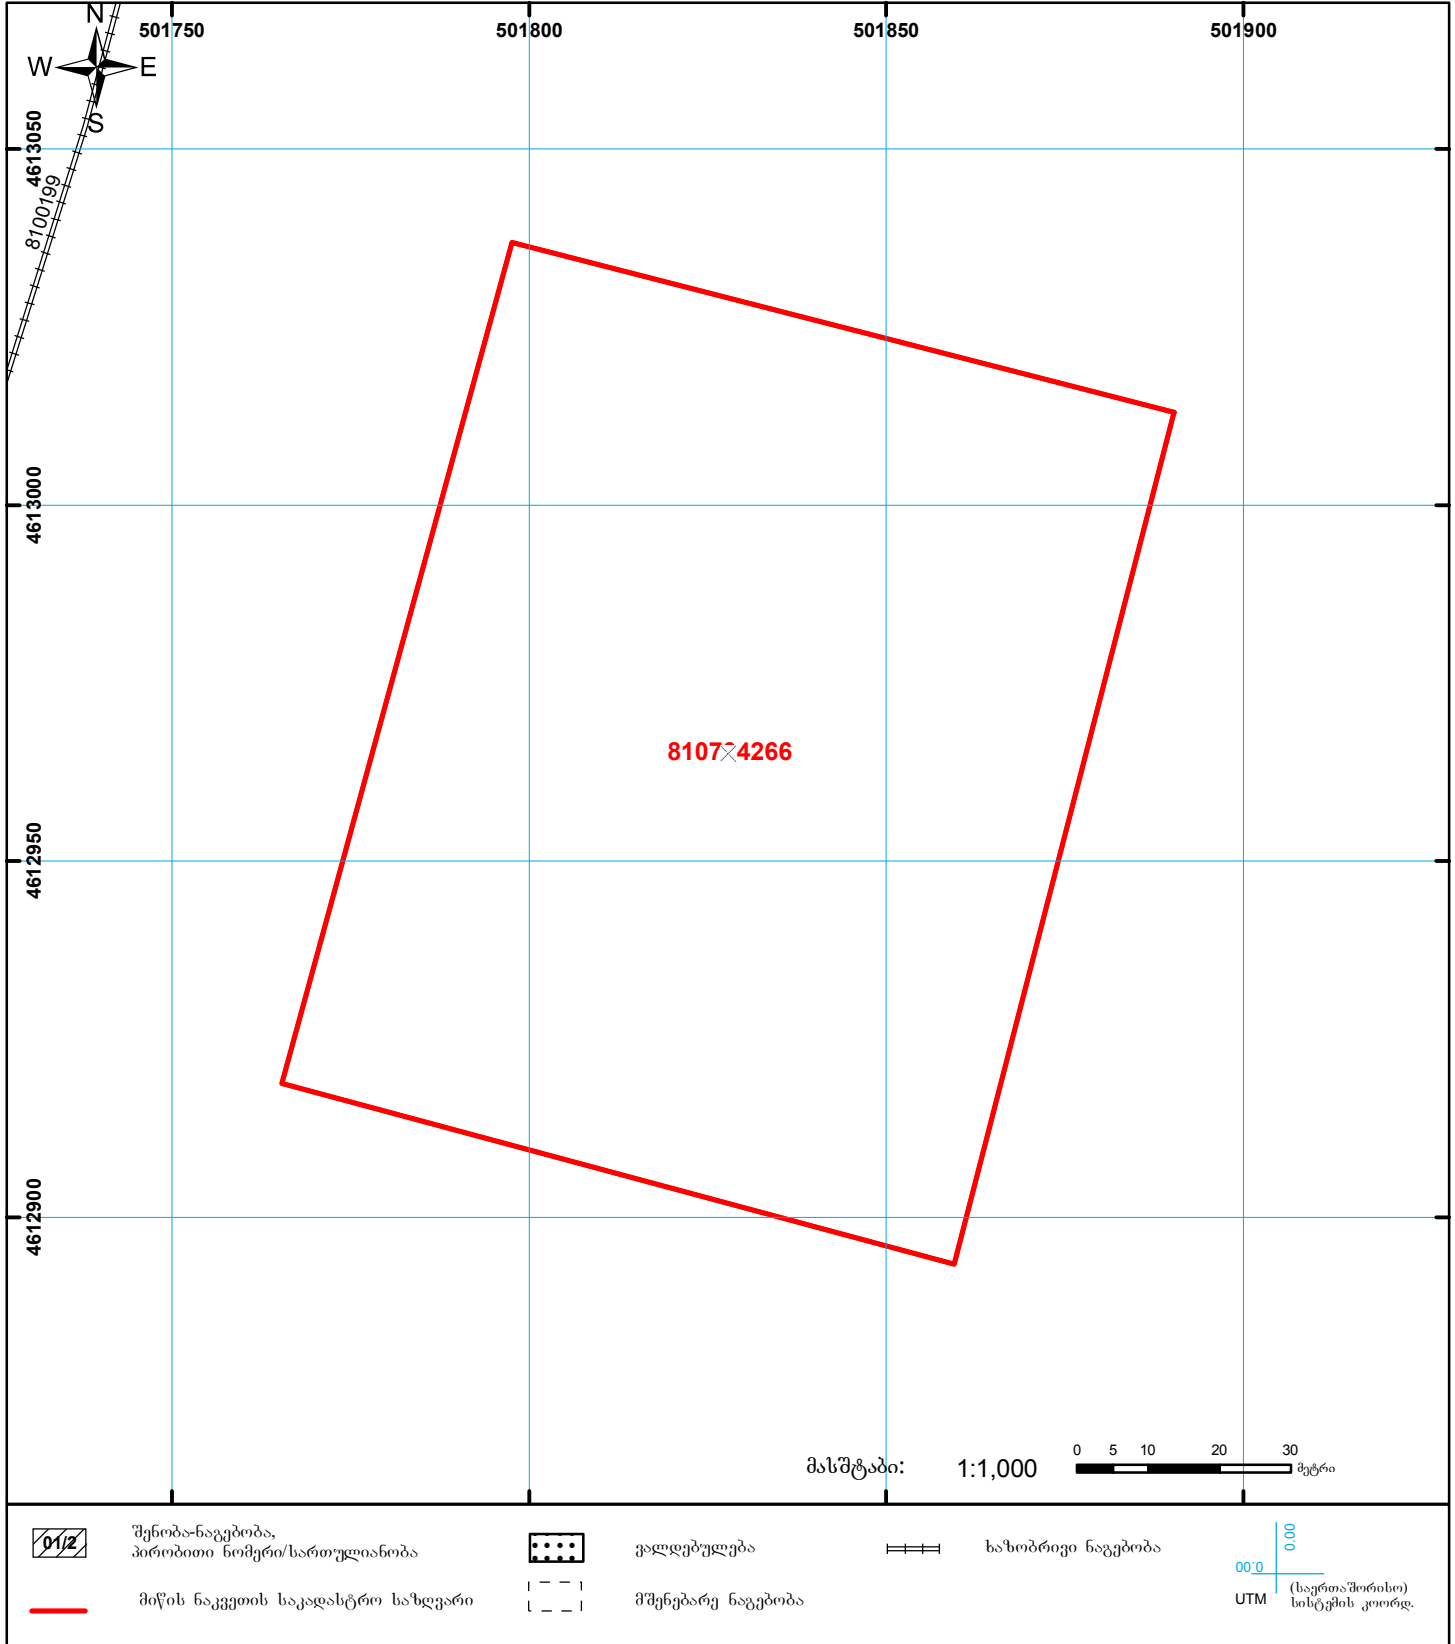 501750 501800 501850 501900
N
W E
S
4613050
8100199
4613000
4612950
4612900
მასშტაბი: 1:1,000
0 5 10 20 30
მეტრი
01/2
შენობა-ნაგებობა,
პირობითი ნომერი/სართულიანობა
ვალდებულება
ხაზობრივი ნაგებობა
მიწის ნაკვეთის საკადასტრო საზღვარი
მშენებარე ნაგებობა
00.0
0.00
UTM
(საერთაშორისო)
სისტემის კოორდ.